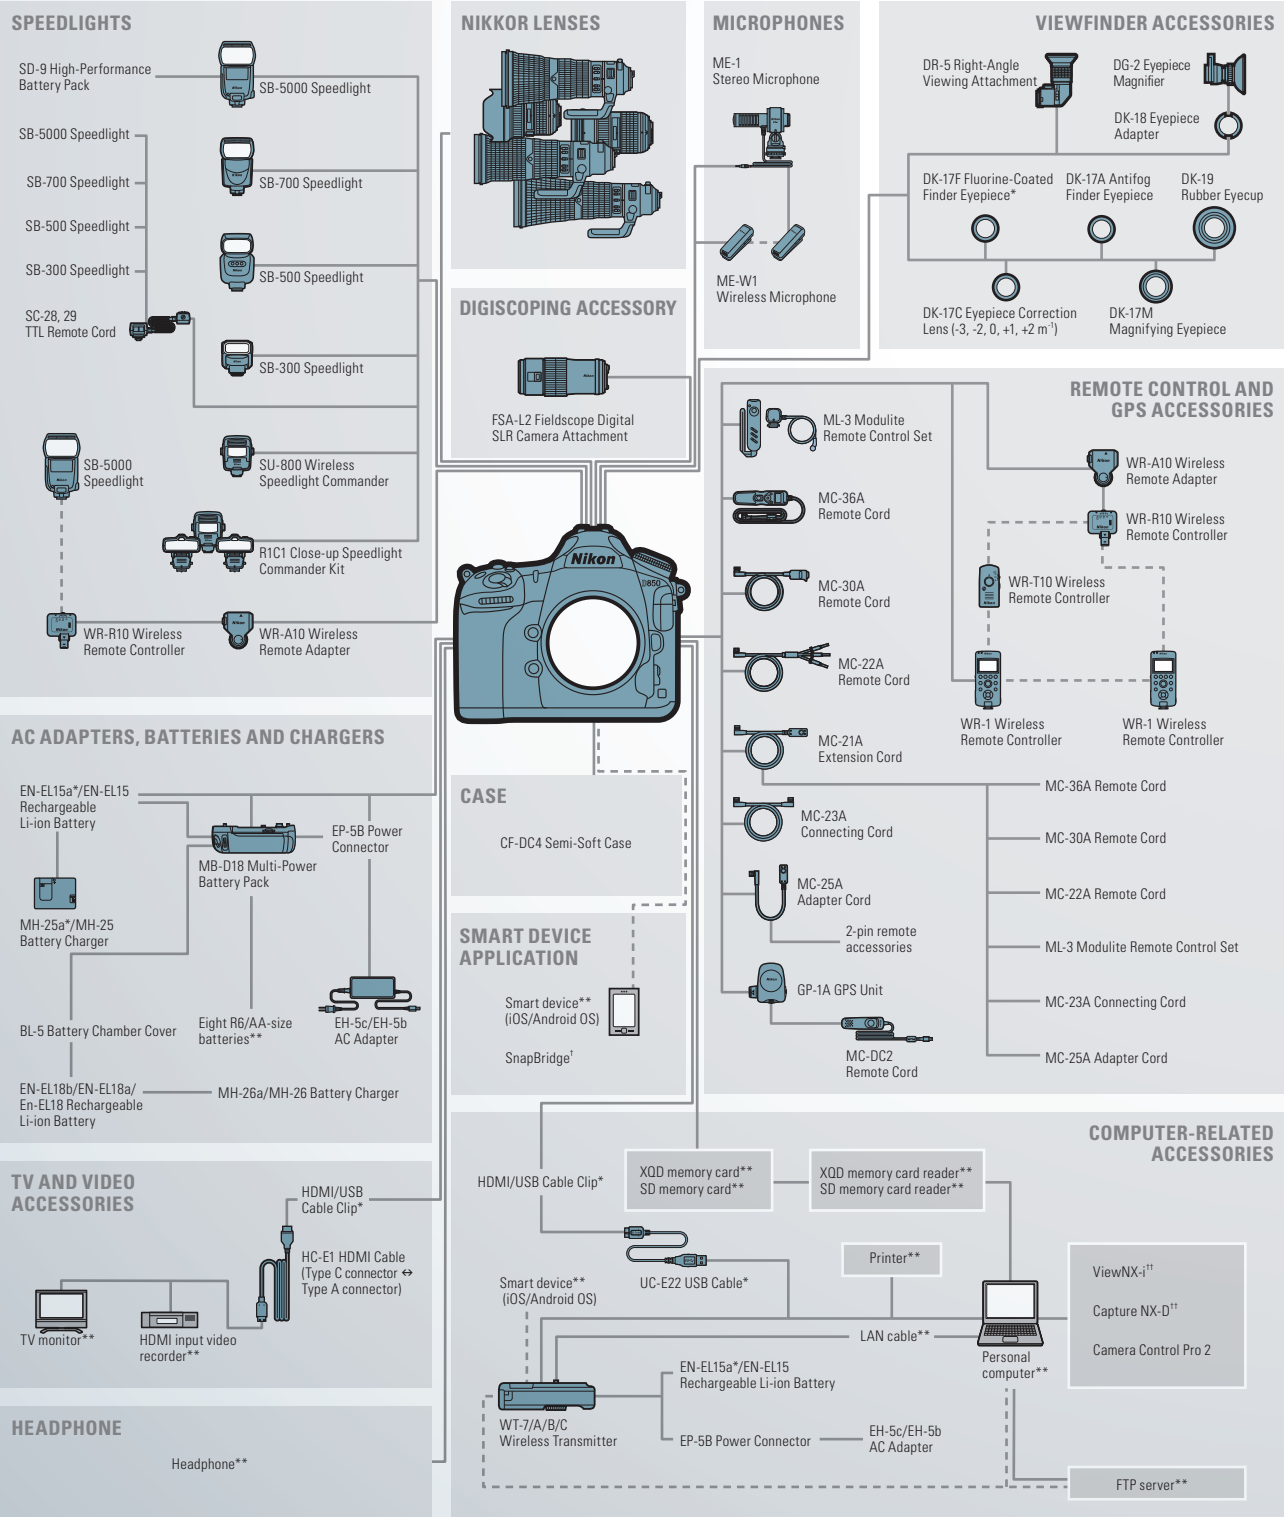 SPEEDLIGHTS
SD-9 High-Performance
Battery Pack
SB-5000 Speedlight
SB-5000 Speedlight
SB-700 Speedlight
SB-700 Speedlight
SB-500 Speedlight
SB-300 Speedlight
SB-500 Speedlight
SC-28, 29
TTL Remote Cord
SB-300 Speedlight
SB-5000
Speedlight
SU-800 Wireless
Speedlight Commander
R1C1 Close-up Speedlight
Commander Kit
WR-R10 Wireless
Remote Controller
WR-A10 Wireless
Remote Adapter
NIKKOR LENSES
DIGISCOPING ACCESSORY
FSA-L2 Fieldscope Digital
SLR Camera Attachment
MICROPHONES
ME-1
Stereo Microphone
ME-W1
Wireless Microphone
VIEWFINDER ACCESSORIES
DR-5 Right-Angle
Viewing Attachment
DG-2 Eyepiece
Magnifier
DK-18 Eyepiece
Adapter
DK-17F Fluorine-Coated
Finder Eyepiece*
DK-17A Antifog
Finder Eyepiece
DK-19
Rubber Eyecup
DK-17C Eyepiece Correction
Lens (-3, -2, 0, +1, +2 m⁻¹)
DK-17M
Magnifying Eyepiece
Nikon
D850
REMOTE CONTROL AND
GPS ACCESSORIES
ML-3 Modulite
Remote Control Set
MC-36A
Remote Cord
MC-30A
Remote Cord
MC-22A
Remote Cord
MC-21A
Extension Cord
MC-23A
Connecting Cord
MC-25A
Adapter Cord
2-pin remote
accessories
GP-1A GPS Unit
MC-DC2
Remote Cord
WR-A10 Wireless
Remote Adapter
WR-R10 Wireless
Remote Controller
WR-T10 Wireless
Remote Controller
WR-1 Wireless
Remote Controller
WR-1 Wireless
Remote Controller
MC-36A Remote Cord
MC-30A Remote Cord
MC-22A Remote Cord
ML-3 Modulite Remote Control Set
MC-23A Connecting Cord
MC-25A Adapter Cord
AC ADAPTERS, BATTERIES AND CHARGERS
EN-EL15a*/EN-EL15
Rechargeable
Li-ion Battery
EP-5B Power
Connector
MB-D18 Multi-Power
Battery Pack
MH-25a*/MH-25
Battery Charger
BL-5 Battery Chamber Cover
Eight R6/AA-size
batteries**
EH-5c/EH-5b
AC Adapter
EN-EL18b/EN-EL18a/
En-EL18 Rechargeable
Li-ion Battery
MH-26a/MH-26 Battery Charger
CASE
CF-DC4 Semi-Soft Case
SMART DEVICE
APPLICATION
Smart device**
(iOS/Android OS)
SnapBridge†
TV AND VIDEO
ACCESSORIES
HDMI/USB
Cable Clip*
HC-E1 HDMI Cable
(Type C connector ↔
Type A connector)
TV monitor**
HDMI input video
recorder**
HEADPHONE
Headphone**
COMPUTER-RELATED
ACCESSORIES
HDMI/USB Cable Clip*
XQD memory card**
SD memory card**
XQD memory card reader**
SD memory card reader**
UC-E22 USB Cable*
Printer**
Smart device**
(iOS/Android OS)
LAN cable**
Personal
computer**
ViewNX-i††
Capture NX-D††
Camera Control Pro 2
EN-EL15a*/EN-EL15
Rechargeable Li-ion Battery
WT-7/A/B/C
Wireless Transmitter
EP-5B Power Connector
EH-5c/EH-5b
AC Adapter
FTP server**